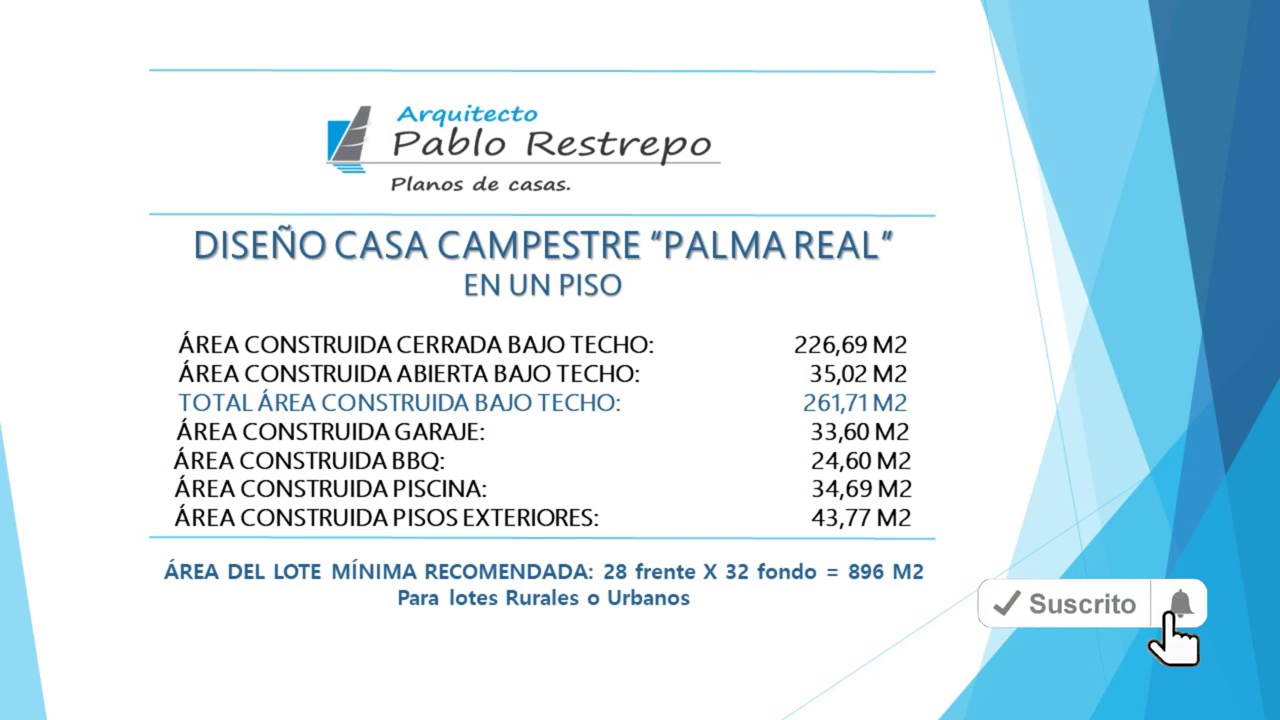 Arquitecto
Pablo Restrepo
Planos de casas.
DISEÑO CASA CAMPESTRE “PALMA REAL”
EN UN PISO
ÁREA CONSTRUIDA CERRADA BAJO TECHO: 226,69 M2
ÁREA CONSTRUIDA ABIERTA BAJO TECHO: 35,02 M2
TOTAL ÁREA CONSTRUIDA BAJO TECHO: 261,71 M2
ÁREA CONSTRUIDA GARAJE: 33,60 M2
ÁREA CONSTRUIDA BBQ: 24,60 M2
ÁREA CONSTRUIDA PISCINA: 34,69 M2
ÁREA CONSTRUIDA PISOS EXTERIORES: 43,77 M2
ÁREA DEL LOTE MÍNIMA RECOMENDADA: 28 frente X 32 fondo = 896 M2
Para lotes Rurales o Urbanos
Suscrito